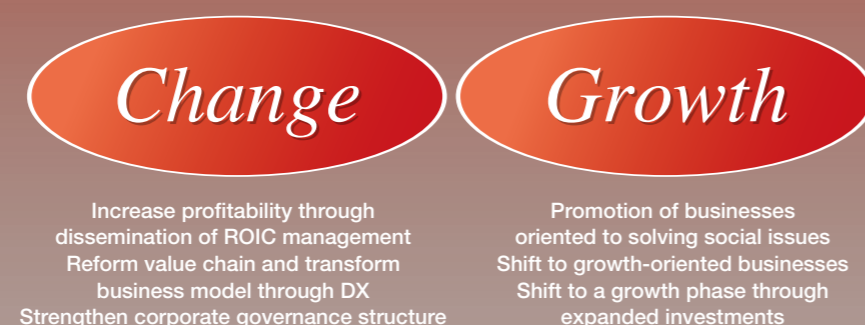 Change
Increase profitability through
dissemination of ROIC management
Reform value chain and transform
business model through DX
Strengthen corporate governance structure
Growth
Promotion of businesses
oriented to solving social issues
Shift to growth-oriented businesses
Shift to a growth phase through
expanded investments